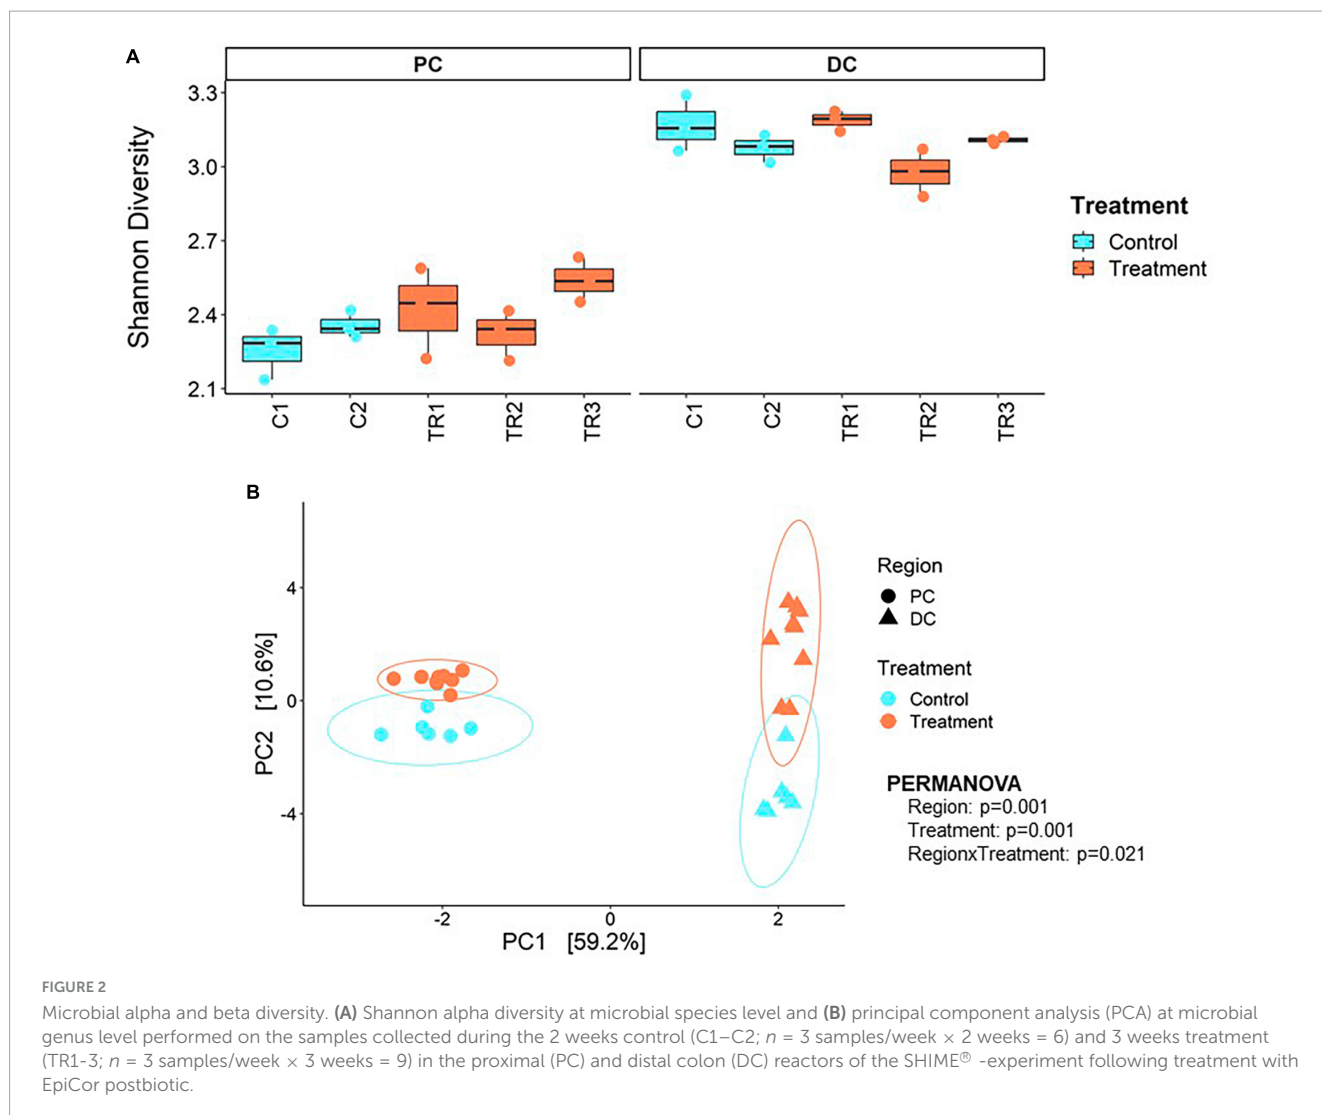 A
PC
DC
Shannon Diversity
3.3
3.0
2.7
2.4
2.1
C1
C2
TR1
TR2
TR3
C1
C2
TR1
TR2
TR3
Treatment
Control
Treatment
B
PC2 [10.6%]
4
0
-4
-2
0
2
PC1 [59.2%]
Region
PC
DC
Treatment
Control
Treatment
PERMANOVA
Region: p=0.001
Treatment: p=0.001
RegionxTreatment: p=0.021
FIGURE 2
Microbial alpha and beta diversity. (A) Shannon alpha diversity at microbial species level and (B) principal component analysis (PCA) at microbial
genus level performed on the samples collected during the 2 weeks control (C1–C2; n = 3 samples/week × 2 weeks = 6) and 3 weeks treatment
(TR1-3; n = 3 samples/week × 3 weeks = 9) in the proximal (PC) and distal colon (DC) reactors of the SHIME® -experiment following treatment with
EpiCor postbiotic.